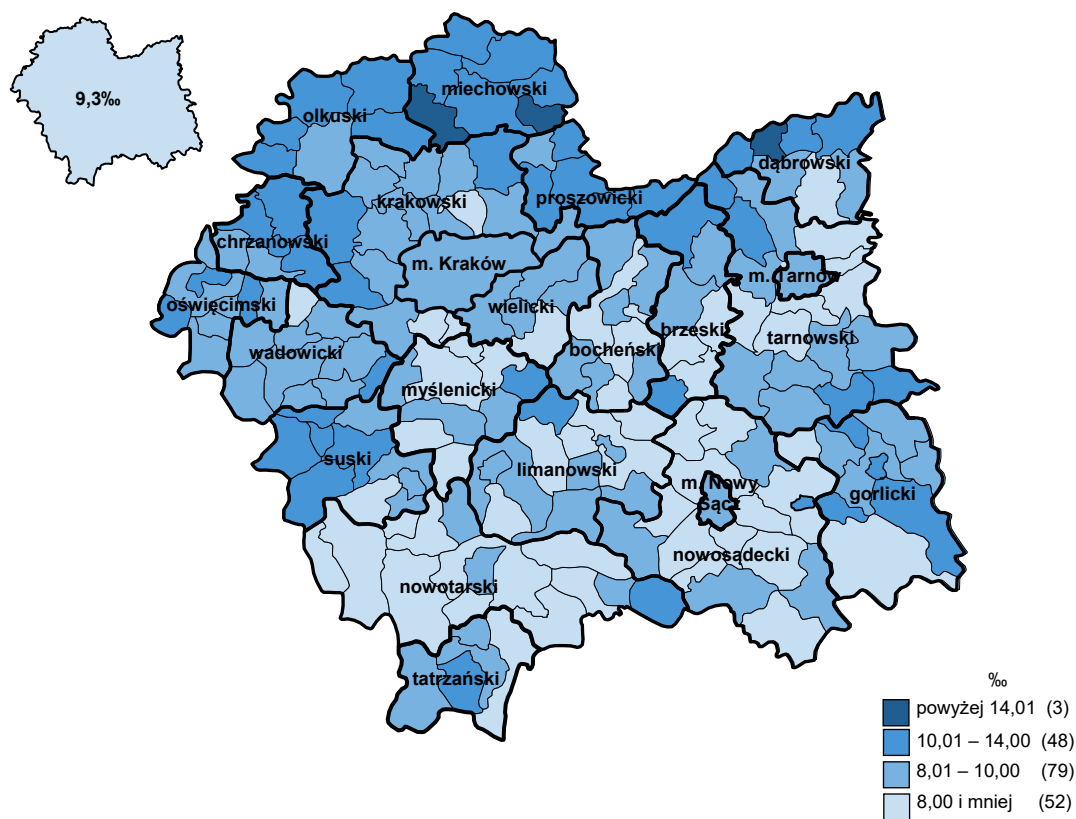 9,3‰
miechowski
olkuski
dąbrowski
krakowski
proszowicki
chrzanowski
m. Kraków
m. Tarnów
oświęcimski
wielicki
brzeski
tarnowski
wadowicki
bocheński
myślenicki
suski
limanowski
m. Nowy
Sącz
gorlicki
nowosądecki
nowotarski
tatrzański
‰
powyżej 14,01 (3)
10,01 – 14,00 (48)
8,01 – 10,00 (79)
8,00 i mniej (52)